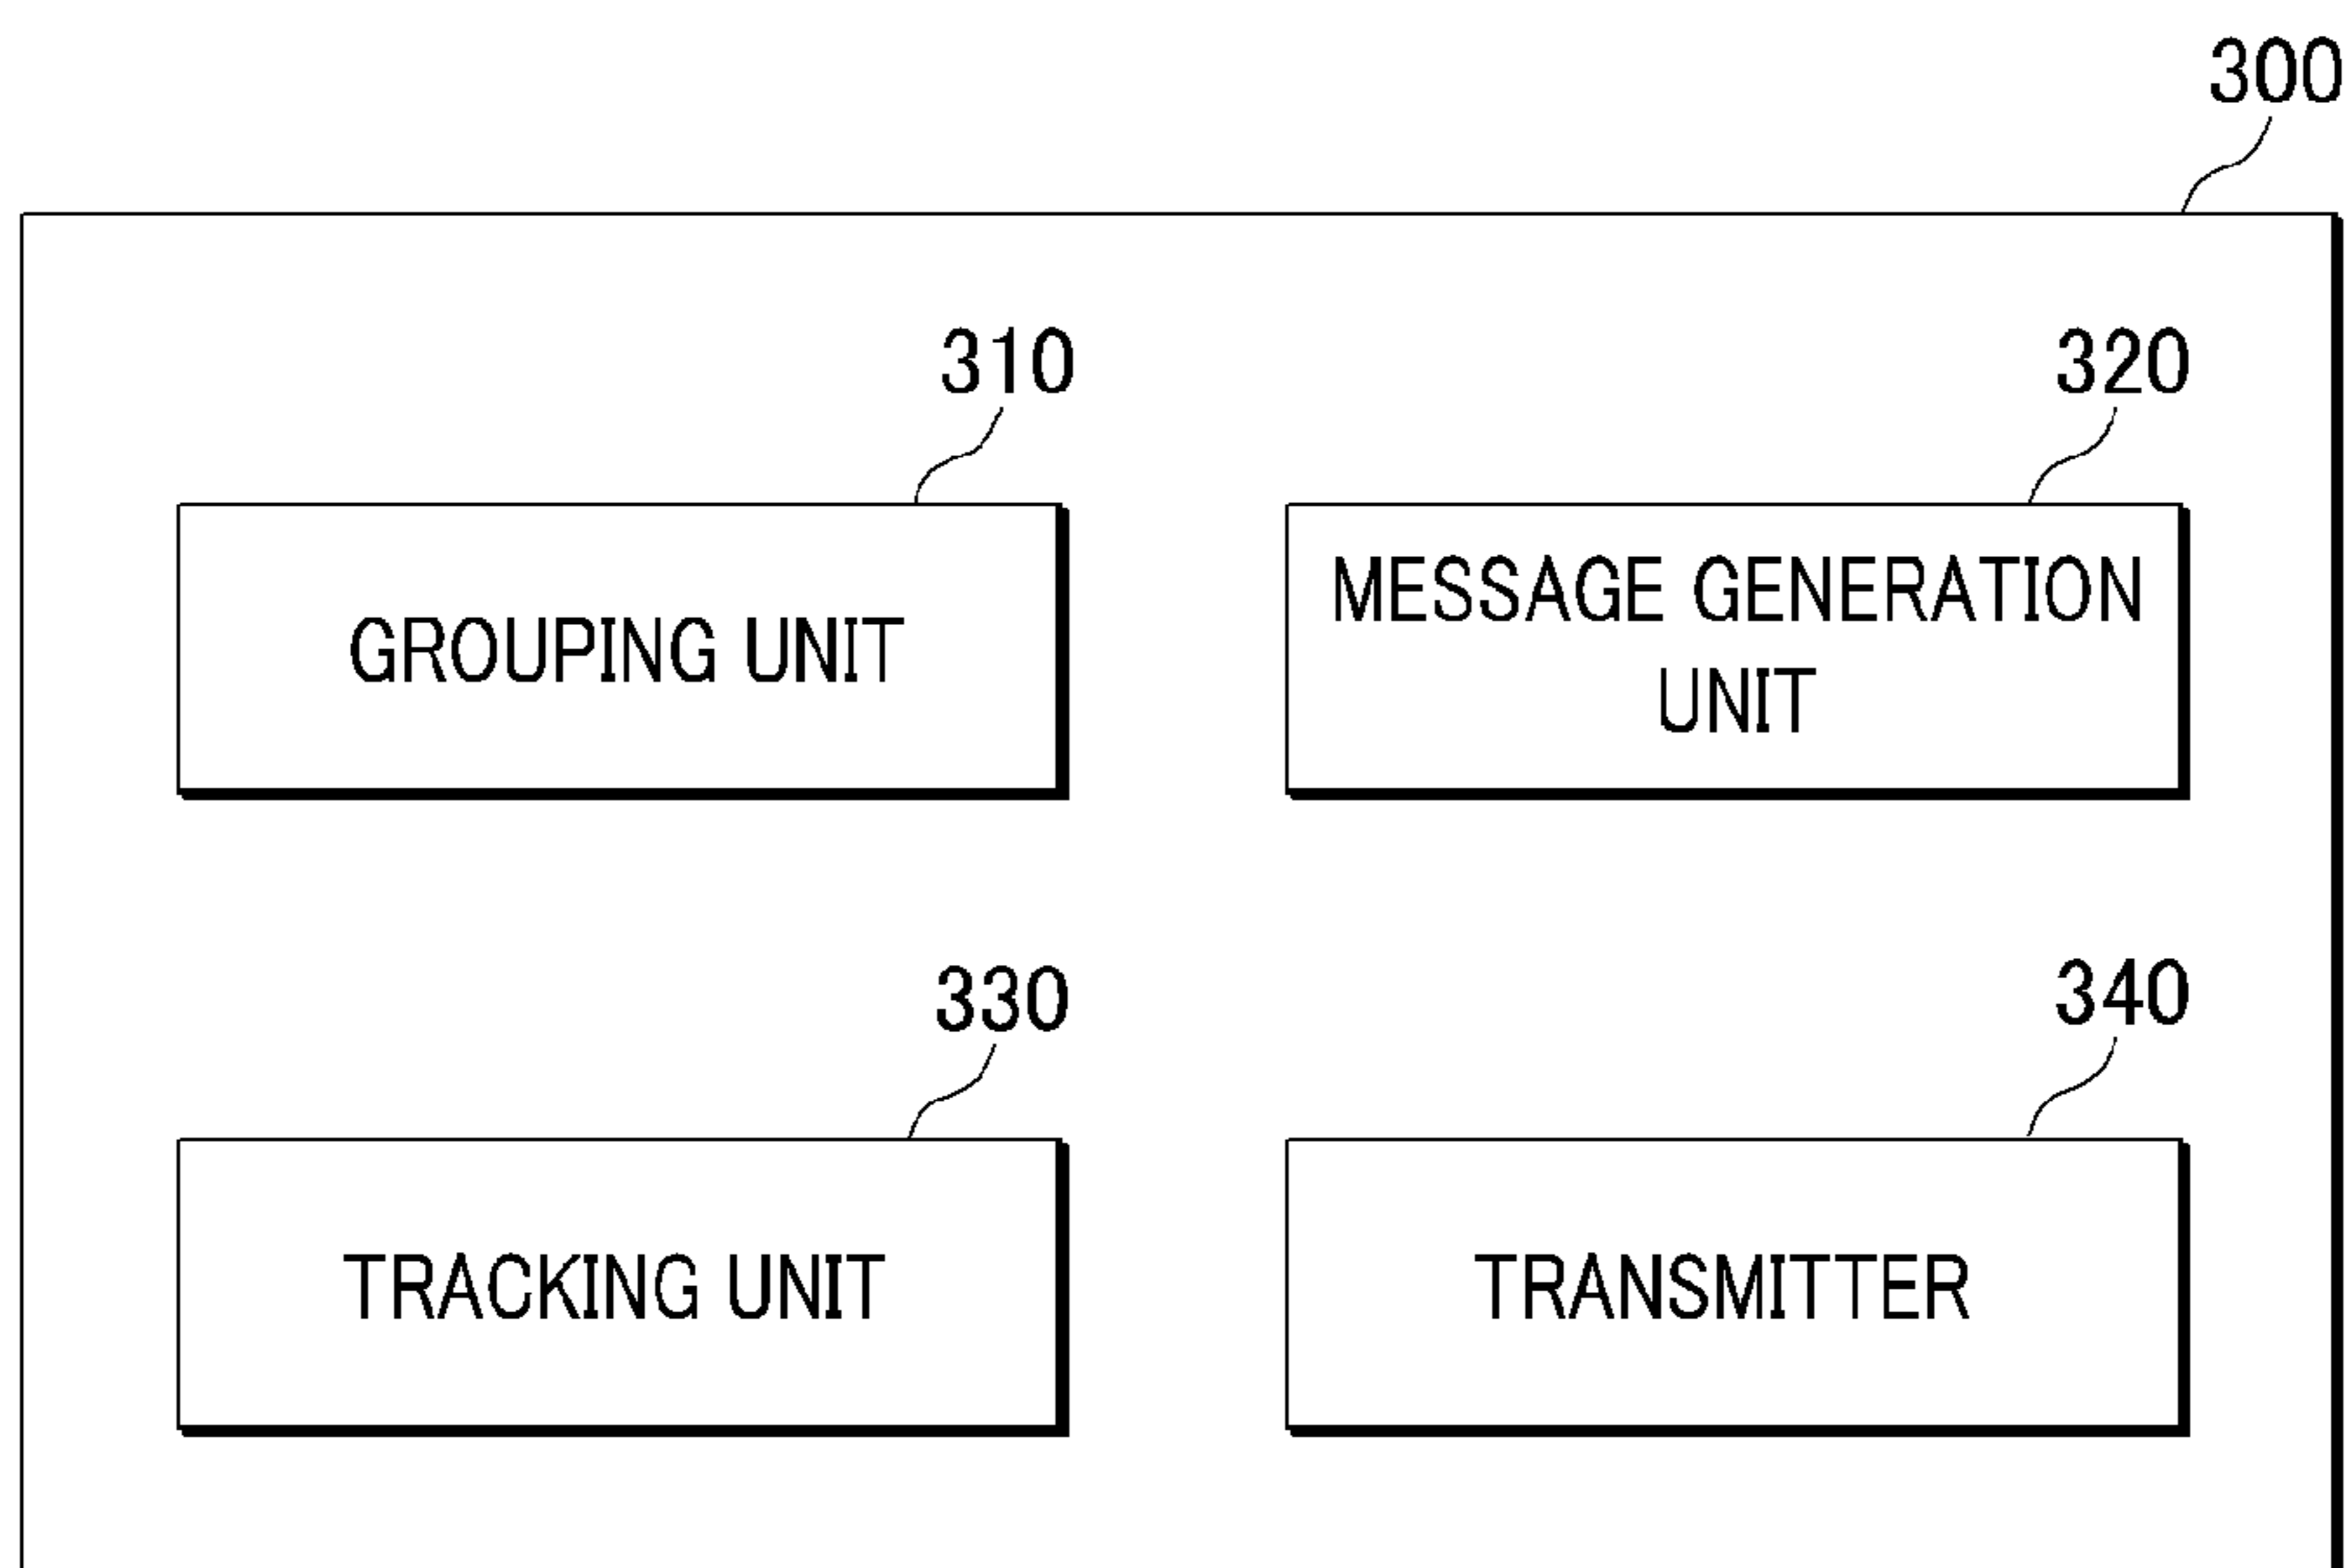 300
310
320
GROUPING UNIT
MESSAGE GENERATION
UNIT
330
340
TRACKING UNIT
TRANSMITTER